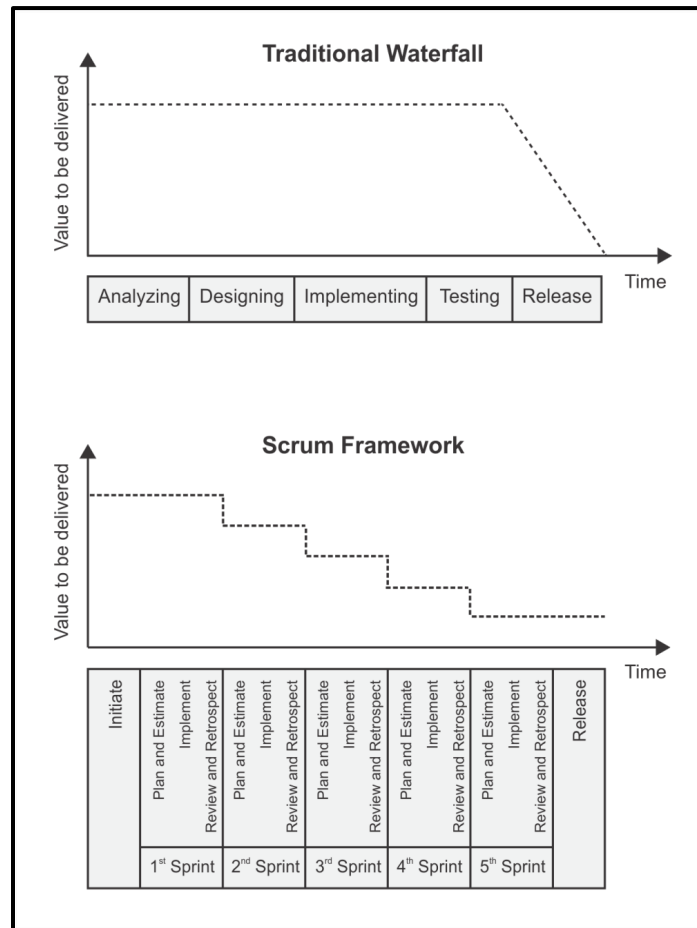 Traditional Waterfall
Value to be delivered
Time
Analyzing
Designing
Implementing
Testing
Release
Scrum Framework
Value to be delivered
Time
Initiate
Plan and Estimate
Implement
Review and Retrospect
Plan and Estimate
Implement
Review and Retrospect
Plan and Estimate
Implement
Review and Retrospect
Plan and Estimate
Implement
Review and Retrospect
Plan and Estimate
Implement
Review and Retrospect
Release
1st Sprint
2nd Sprint
3rd Sprint
4th Sprint
5th Sprint